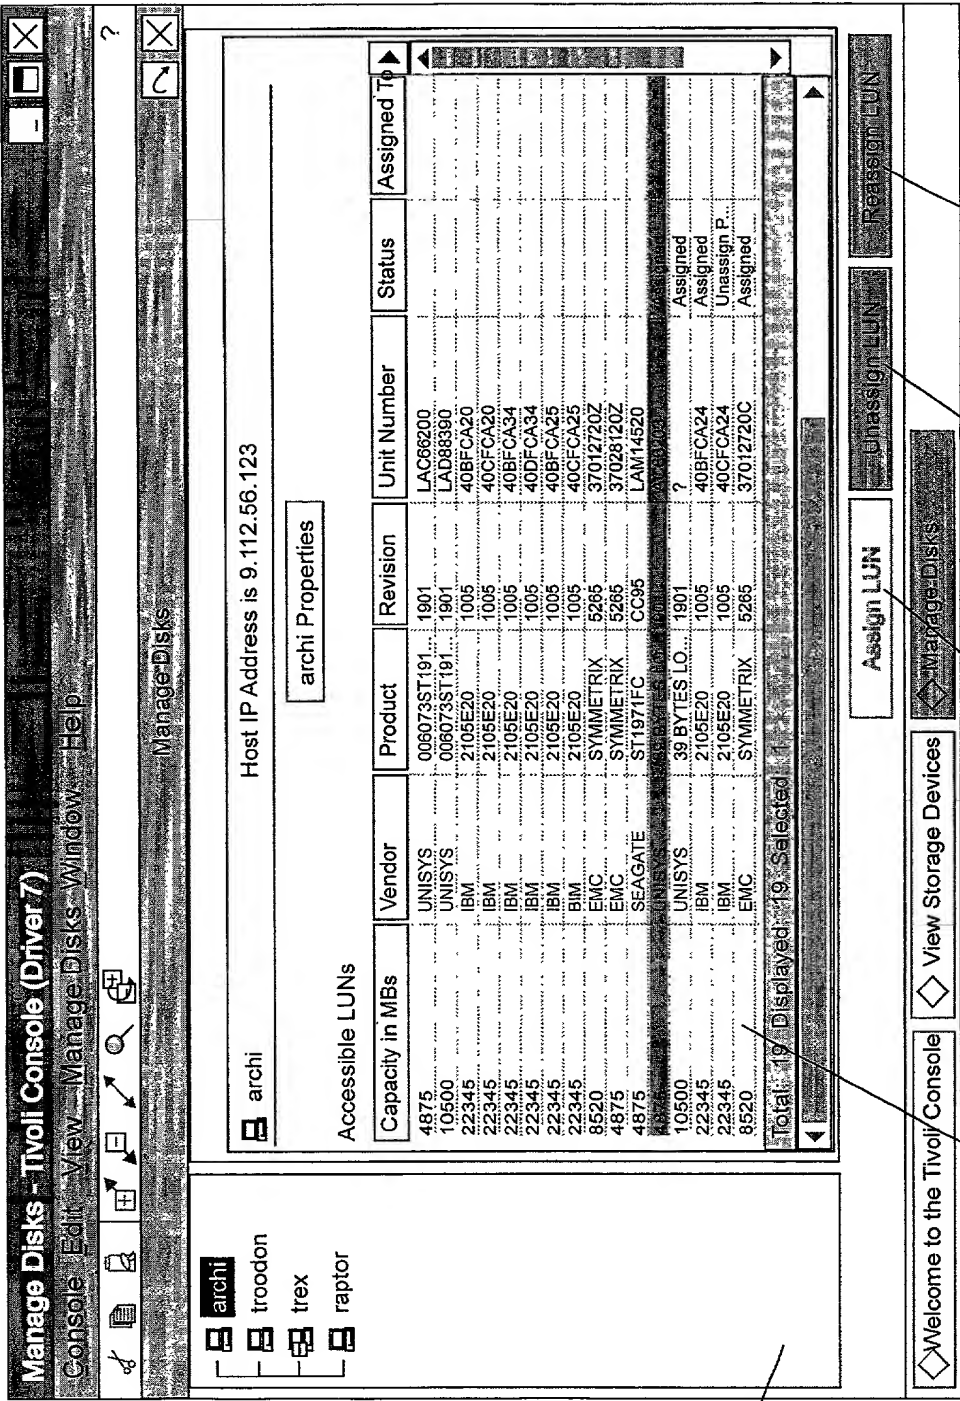 Manage Disks - Tivoli Console (Driver 7)
Console Edit View Manage Disks Window Help
?
Manage Disks
archi
troodon
trex
raptor
archi
Host IP Address is 9.112.56.123
archi Properties
Accessible LUNs
Capacity in MBs Vendor Product Revision Unit Number Status Assigned To
4875 UNISYS 006073ST191... 1901 LAC66200
10500 UNISYS 006073ST191... 1901 LAD88390
22345 IBM 2105E20 1005 40BFCA20
22345 IBM 2105E20 1005 40CFCA20
22345 IBM 2105E20 1005 40BFCA34
22345 IBM 2105E20 1005 40DFCA34
22345 IBM 2105E20 1005 40BFCA25
22345 BIM 2105E20 1005 40CFCA25
8520 EMC SYMMETRIX 5265 37012720Z
4875 EMC SYMMETRIX 5265 37028120Z
4875 SEAGATE ST1971FC CC95 LAM14520
UNISYS
10500 UNISYS 39 BYTES LO... 1901 ? Assigned
22345 IBM 2105E20 1005 40BFCA24 Assigned
22345 IBM 2105E20 1005 40CFCA24 Unassign P...
8520 EMC SYMMETRIX 5265 37012720C Assigned
Total: 19 Displayed: 19 Selected: 1
Assign LUN Unassign LUN Reassign LUN
Welcome to the Tivoli Console View Storage Devices Manage Disks